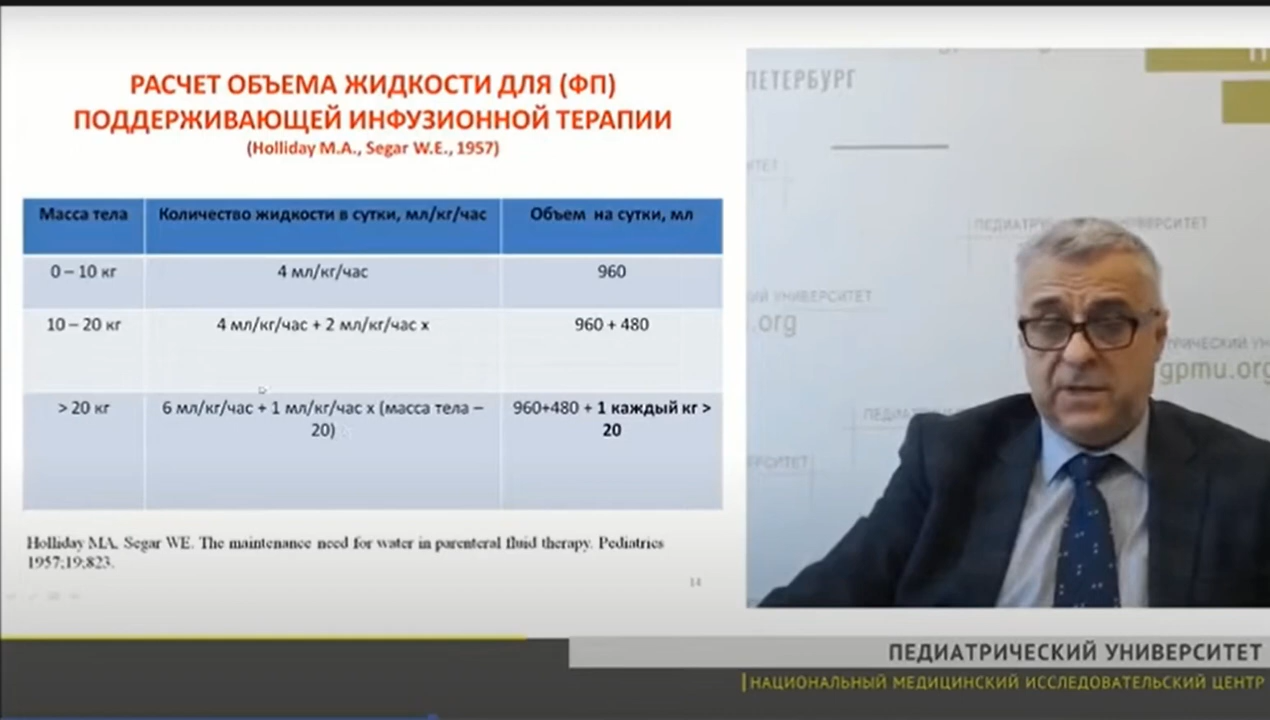 РАСЧЕТ ОБЪЕМА ЖИДКОСТИ ДЛЯ (ФП)
ПОДДЕРЖИВАЮЩЕЙ ИНФУЗИОННОЙ ТЕРАПИИ
(Holliday M.A., Segar W.E., 1957)
Масса тела
Количество жидкости в сутки, мл/кг/час
Объем на сутки, мл
0 – 10 кг
4 мл/кг/час
960
10 – 20 кг
4 мл/кг/час + 2 мл/кг/час x
960 + 480
> 20 кг
6 мл/кг/час + 1 мл/кг/час x (масса тела –
20)
960+480 + 1 каждый кг >
20
Holliday MA, Segar WE. The maintenance need for water in parenteral fluid therapy. Pediatrics
1957;19;823.
14
ПЕТЕРБУРГ
УНИВЕРСИТЕТ
.org
gpmu.org
ПЕДИАТРИЧЕСКИЙ УНИВЕРСИТЕТ
НАЦИОНАЛЬНЫЙ МЕДИЦИНСКИЙ ИССЛЕДОВАТЕЛЬСКИЙ ЦЕНТР